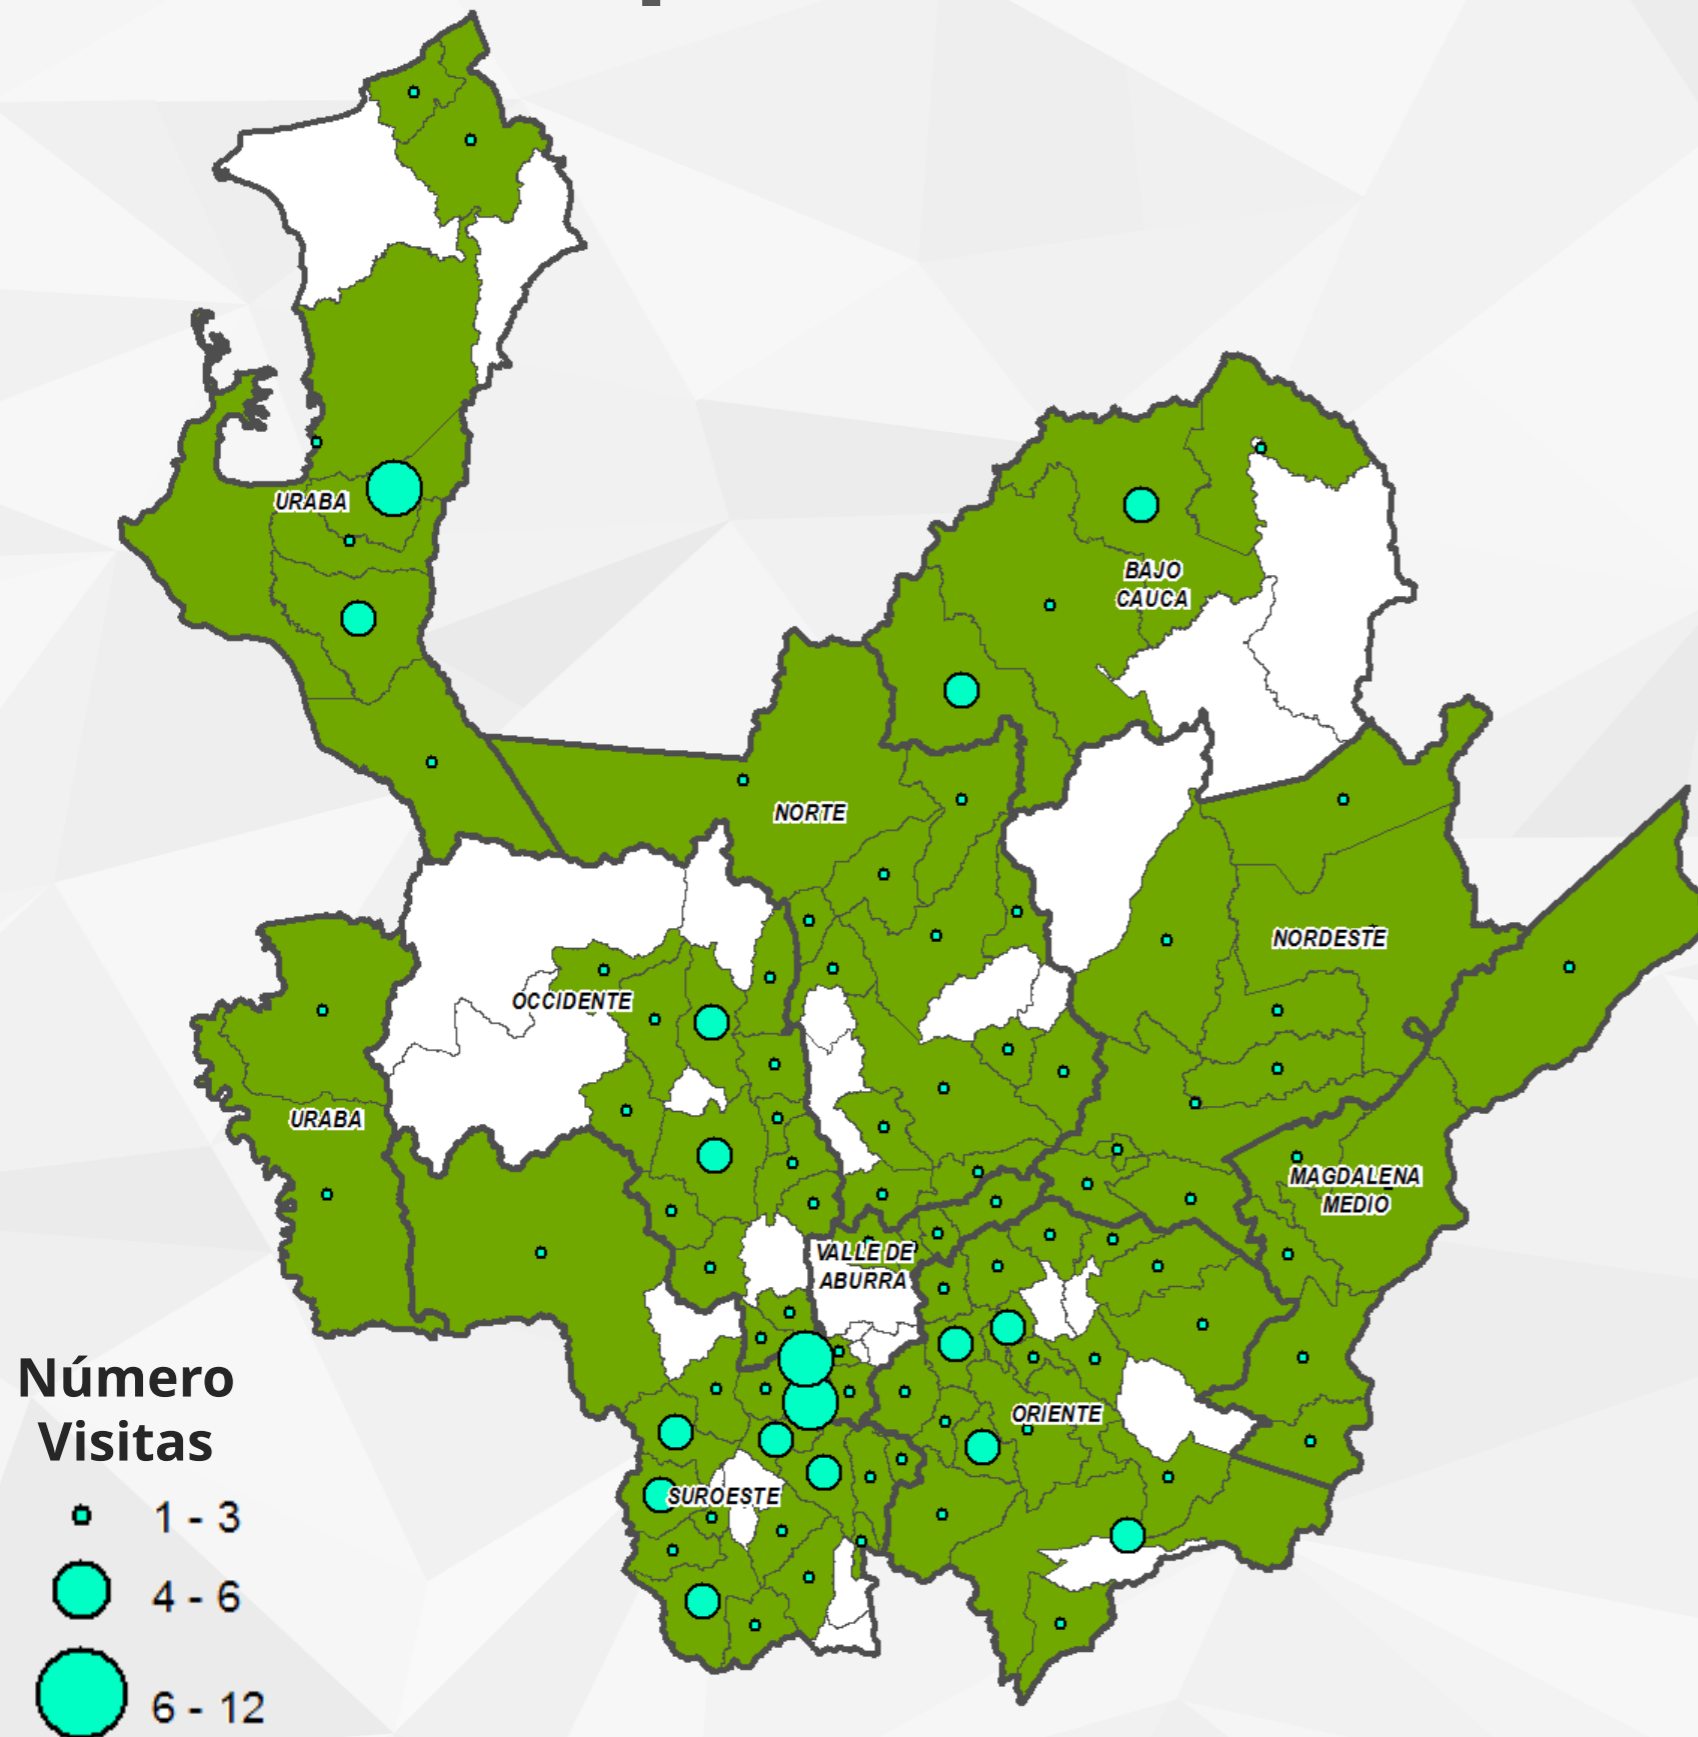 URABA
BAJO
CAUCA
NORTE
NORDESTE
OCCIDENTE
URABA
MAGDALENA
MEDIO
VALLE DE
ABURRA
ORIENTE
SUROESTE
Número
Visitas
1 - 3
4 - 6
6 - 12